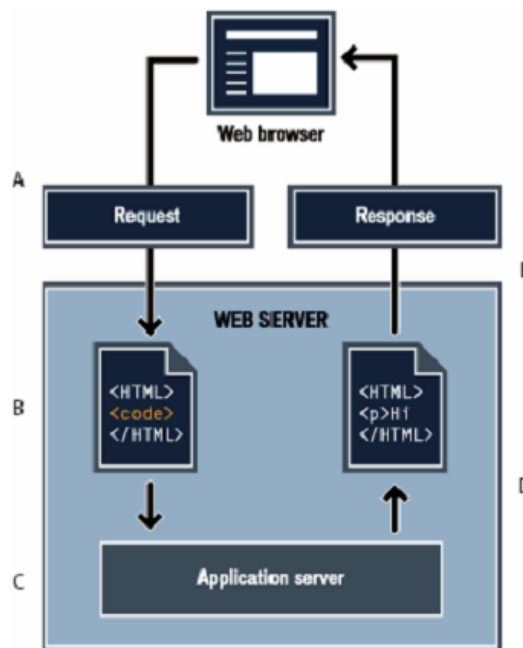 Web browser
A
Request
Response
WEB SERVER
B
<HTML>
<code>
</HTML>
<HTML>
<p>Hi
</HTML>
C
Application server